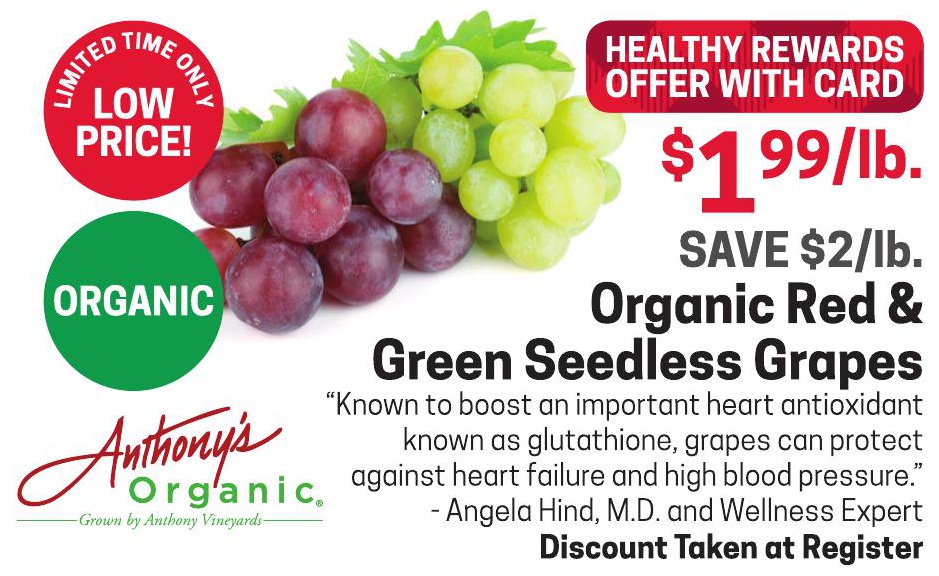 LIMITED TIME ONLY
LOW
PRICE!
ORGANIC
HEALTHY REWARDS
OFFER WITH CARD
$1 99/lb.
SAVE $2/lb.
Organic Red &
Green Seedless Grapes
“Known to boost an important heart antioxidant
known as glutathione, grapes can protect
against heart failure and high blood pressure.”
- Angela Hind, M.D. and Wellness Expert
Discount Taken at Register
Anthony's
Organic®
Grown by Anthony Vineyards